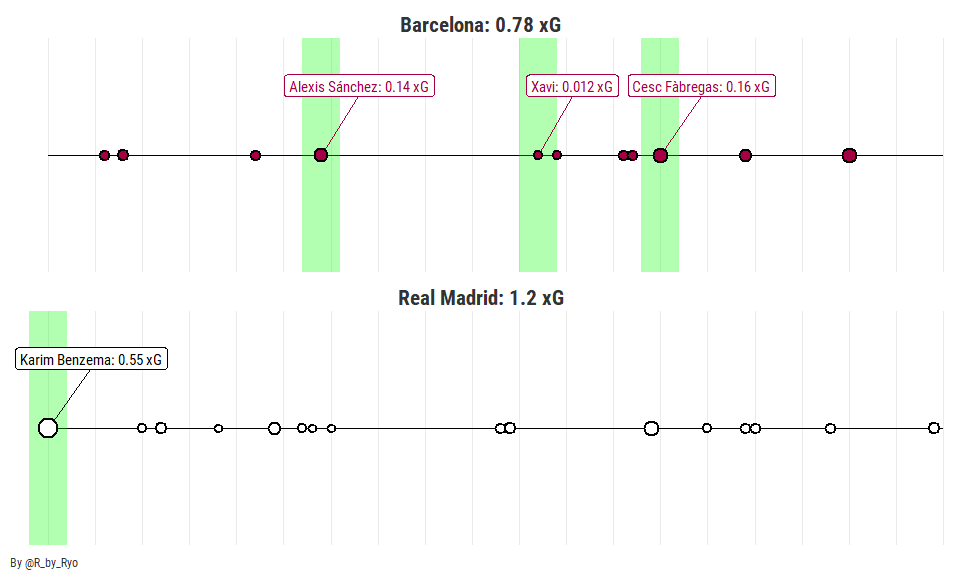 Barcelona: 0.78 xG
Alexis Sánchez: 0.14 xG
Xavi: 0.012 xG
Cesc Fàbregas: 0.16 xG
Real Madrid: 1.2 xG
Karim Benzema: 0.55 xG
By @R_by_Ryo